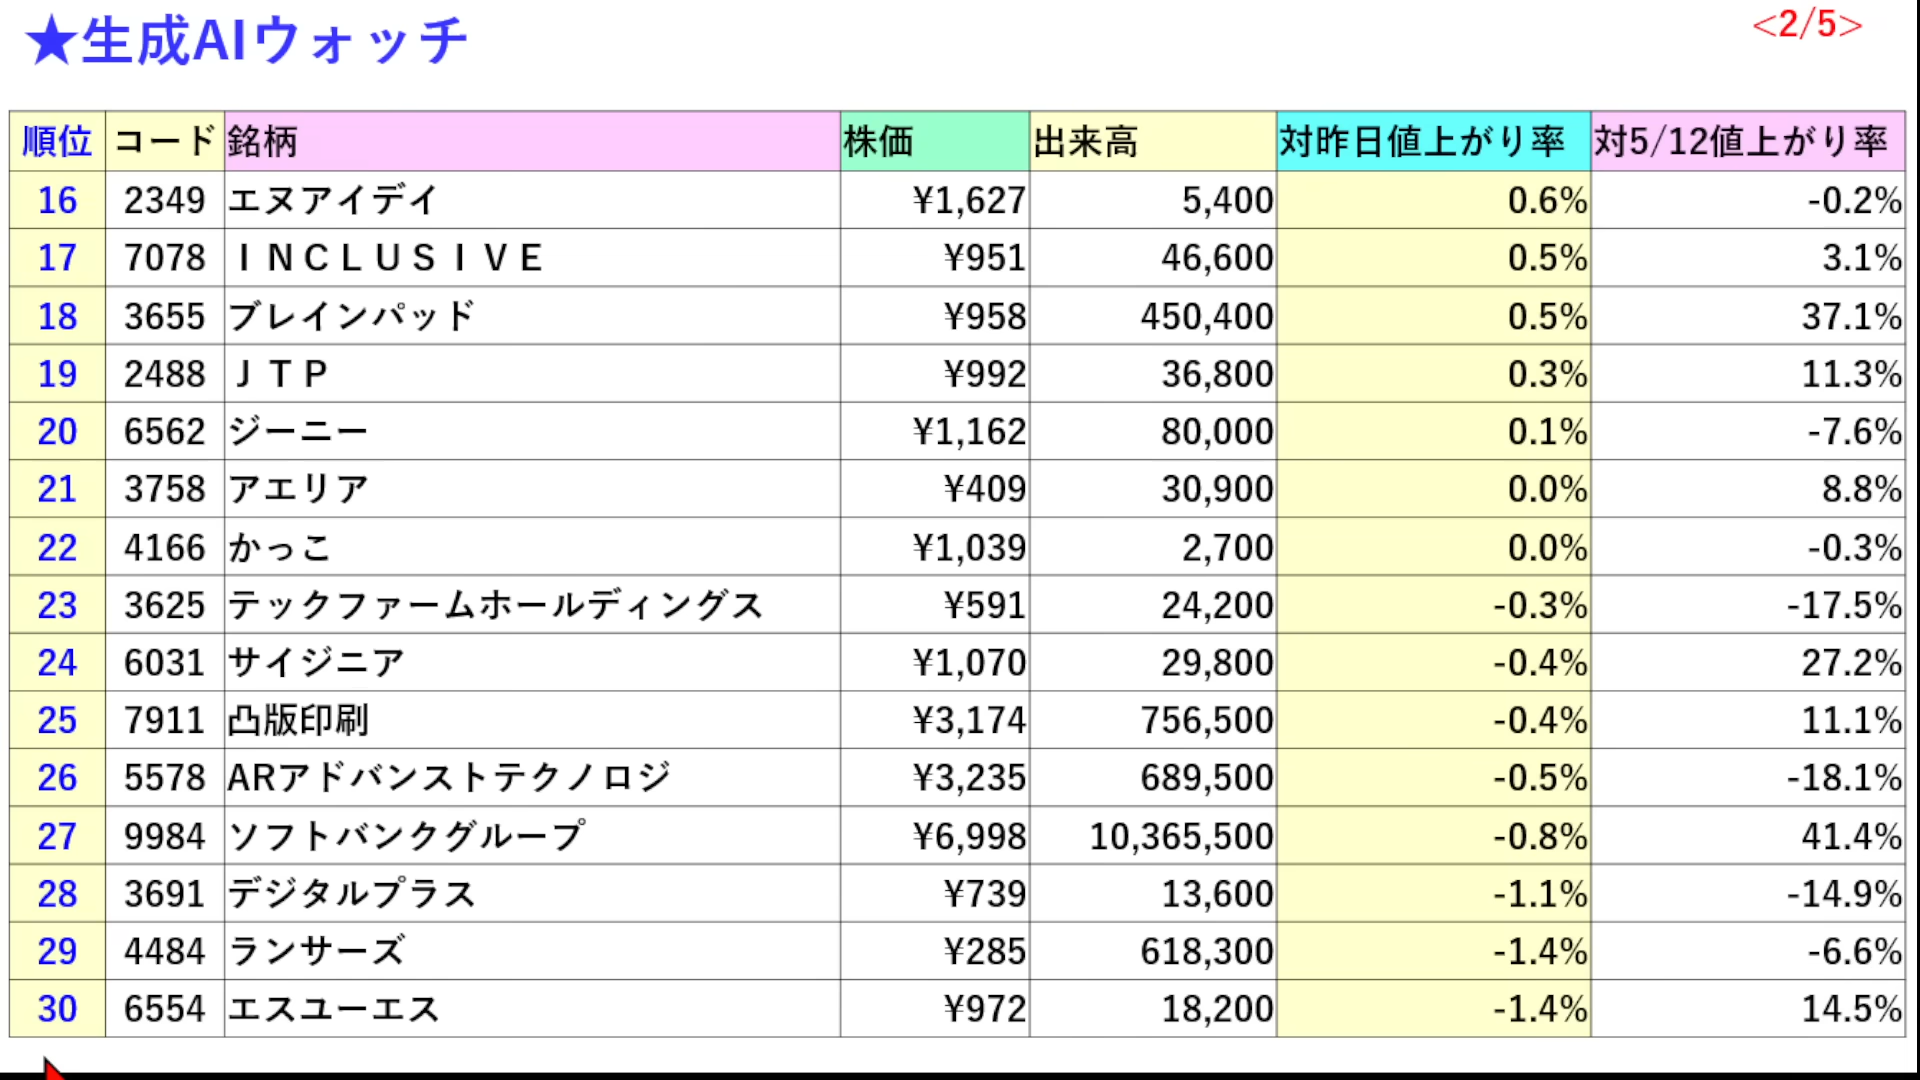 ★生成AIウォッチ
<2/5>
順位 コード 銘柄 株価 出来高 対昨日値上がり率 対5/12値上がり率
16 2349 エヌアイデイ ¥1,627 5,400 0.6% -0.2%
17 7078 ＩＮＣＬＵＳＩＶＥ ¥951 46,600 0.5% 3.1%
18 3655 ブレインパッド ¥958 450,400 0.5% 37.1%
19 2488 ＪＴＰ ¥992 36,800 0.3% 11.3%
20 6562 ジーニー ¥1,162 80,000 0.1% -7.6%
21 3758 アエリア ¥409 30,900 0.0% 8.8%
22 4166 かっこ ¥1,039 2,700 0.0% -0.3%
23 3625 テックファームホールディングス ¥591 24,200 -0.3% -17.5%
24 6031 サイジニア ¥1,070 29,800 -0.4% 27.2%
25 7911 凸版印刷 ¥3,174 756,500 -0.4% 11.1%
26 5578 ARアドバンストテクノロジ ¥3,235 689,500 -0.5% -18.1%
27 9984 ソフトバンクグループ ¥6,998 10,365,500 -0.8% 41.4%
28 3691 デジタルプラス ¥739 13,600 -1.1% -14.9%
29 4484 ランサーズ ¥285 618,300 -1.4% -6.6%
30 6554 エスユーエス ¥972 18,200 -1.4% 14.5%